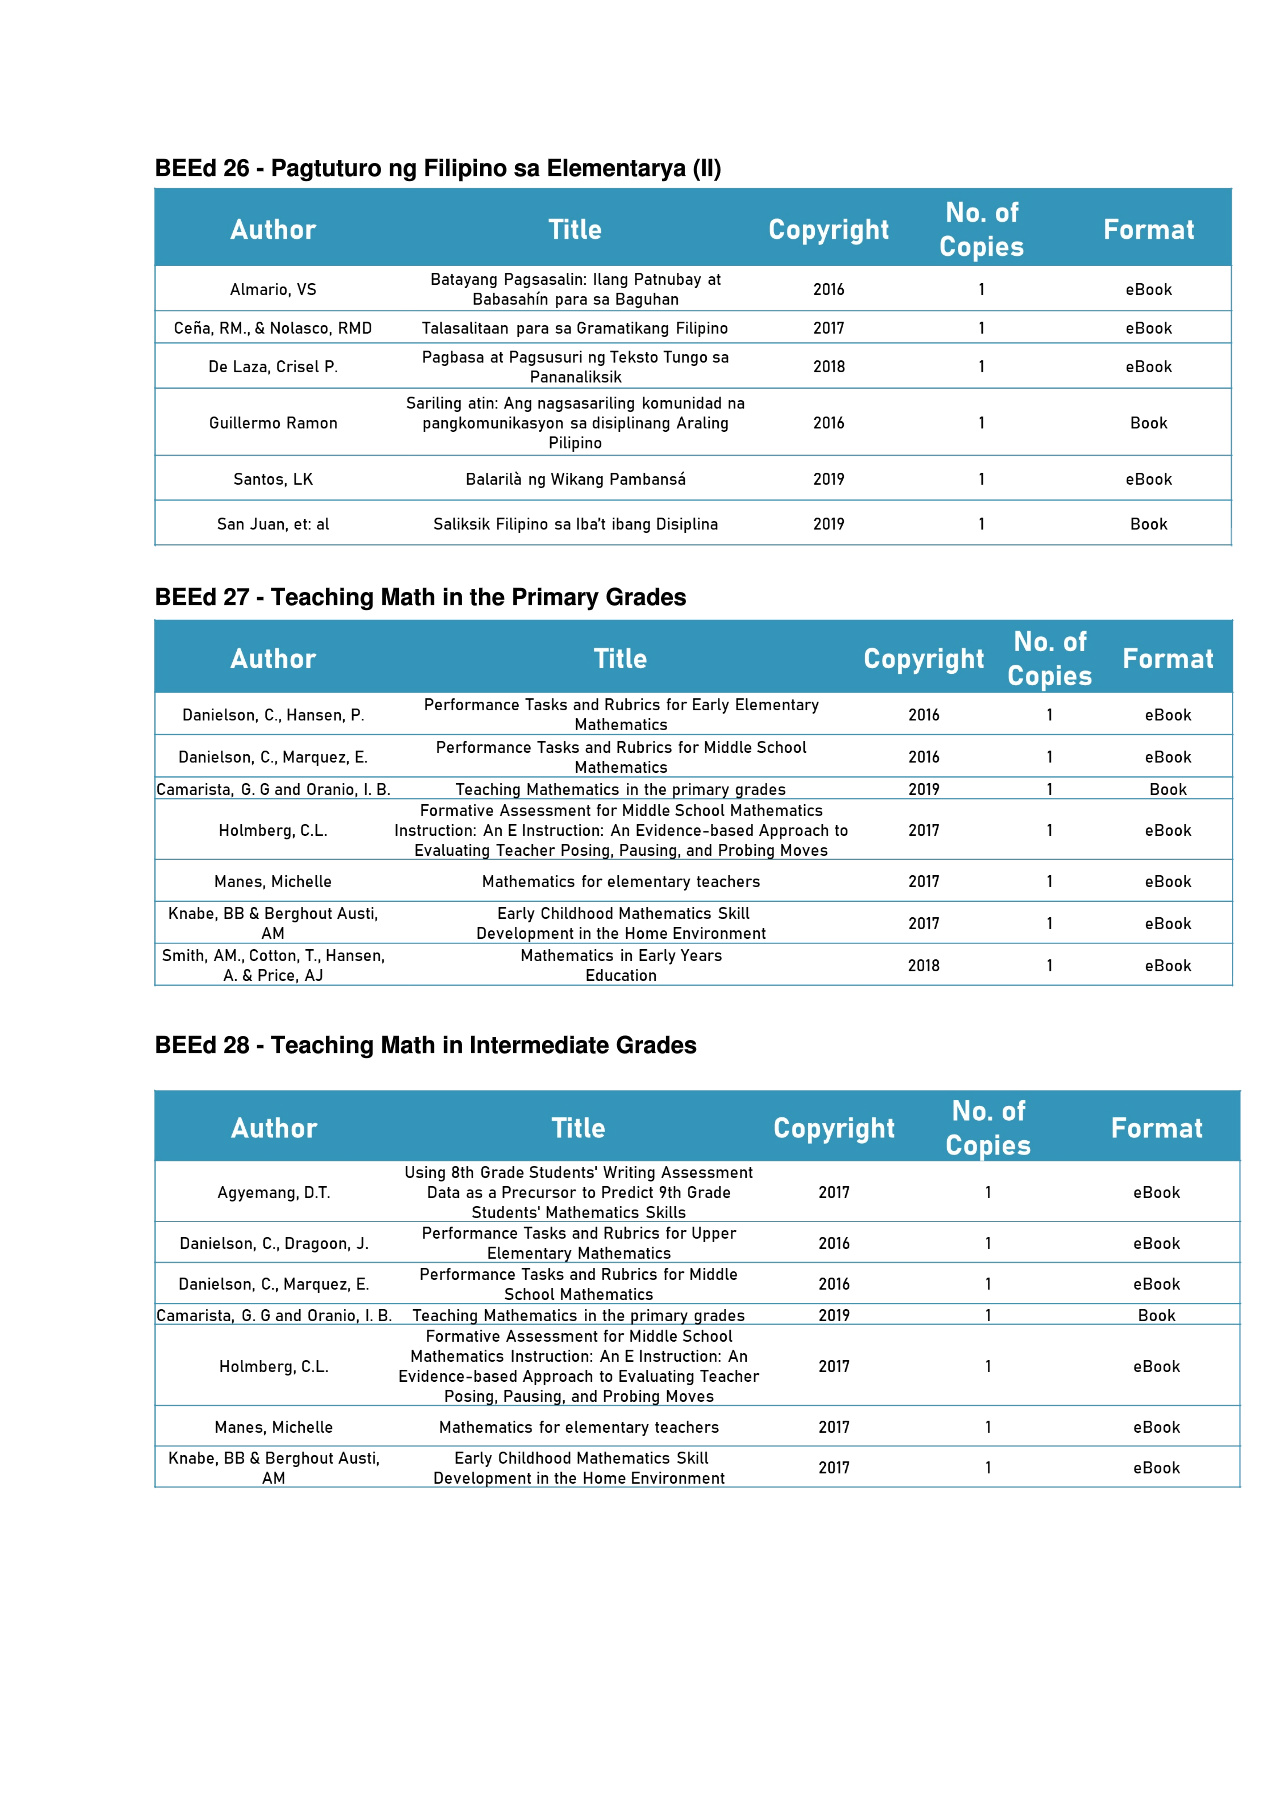 BEEd 26 - Pagtuturo ng Filipino sa Elementarya (II)
Author Title Copyright No. of Copies Format
Almario, VS Batayang Pagsasalin: Ilang Patnubay at Babasahín para sa Baguhan 2016 1 eBook
Ceña, RM., & Nolasco, RMD Talasalitaan para sa Gramatikang Filipino 2017 1 eBook
De Laza, Crisel P. Pagbasa at Pagsusuri ng Teksto Tungo sa Pananaliksik 2018 1 eBook
Guillermo Ramon Sariling atin: Ang nagsasariling komunidad na pangkomunikasyon sa disiplinang Araling Pilipino 2016 1 Book
Santos, LK Balarilà ng Wikang Pambansá 2019 1 eBook
San Juan, et: al Saliksik Filipino sa Iba't ibang Disiplina 2019 1 Book
BEEd 27 - Teaching Math in the Primary Grades
Author Title Copyright No. of Copies Format
Danielson, C., Hansen, P. Performance Tasks and Rubrics for Early Elementary Mathematics 2016 1 eBook
Danielson, C., Marquez, E. Performance Tasks and Rubrics for Middle School Mathematics 2016 1 eBook
Camarista, G. G and Oranio, I. B. Teaching Mathematics in the primary grades 2019 1 Book
Holmberg, C.L. Formative Assessment for Middle School Mathematics Instruction: An E Instruction: An Evidence-based Approach to Evaluating Teacher Posing, Pausing, and Probing Moves 2017 1 eBook
Manes, Michelle Mathematics for elementary teachers 2017 1 eBook
Knabe, BB & Berghout Austi, AM Early Childhood Mathematics Skill Development in the Home Environment 2017 1 eBook
Smith, AM., Cotton, T., Hansen, A. & Price, AJ Mathematics in Early Years Education 2018 1 eBook
BEEd 28 - Teaching Math in Intermediate Grades
Author Title Copyright No. of Copies Format
Agyemang, D.T. Using 8th Grade Students' Writing Assessment Data as a Precursor to Predict 9th Grade Students' Mathematics Skills 2017 1 eBook
Danielson, C., Dragoon, J. Performance Tasks and Rubrics for Upper Elementary Mathematics 2016 1 eBook
Danielson, C., Marquez, E. Performance Tasks and Rubrics for Middle School Mathematics 2016 1 eBook
Camarista, G. G and Oranio, I. B. Teaching Mathematics in the primary grades 2019 1 Book
Holmberg, C.L. Formative Assessment for Middle School Mathematics Instruction: An E Instruction: An Evidence-based Approach to Evaluating Teacher Posing, Pausing, and Probing Moves 2017 1 eBook
Manes, Michelle Mathematics for elementary teachers 2017 1 eBook
Knabe, BB & Berghout Austi, AM Early Childhood Mathematics Skill Development in the Home Environment 2017 1 eBook